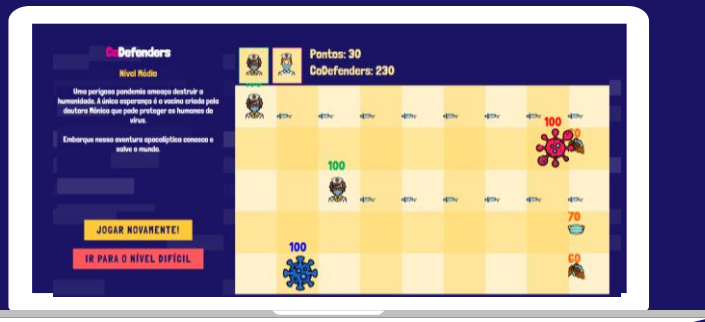 CoDefenders
Nível Médio
Uma perigosa pandemia ameaça destruir a
humanidade. A única esperança é a vacina criada pela
doutora Mônica que pode proteger os humanos do
vírus.
Embarque nessa aventura apocalíptica conosco e
salve o mundo.
JOGAR NOVAMENTE!
IR PARA O NÍVEL DIFÍCIL
Pontos: 30
CoDefenders: 230
100
100
70
100
60